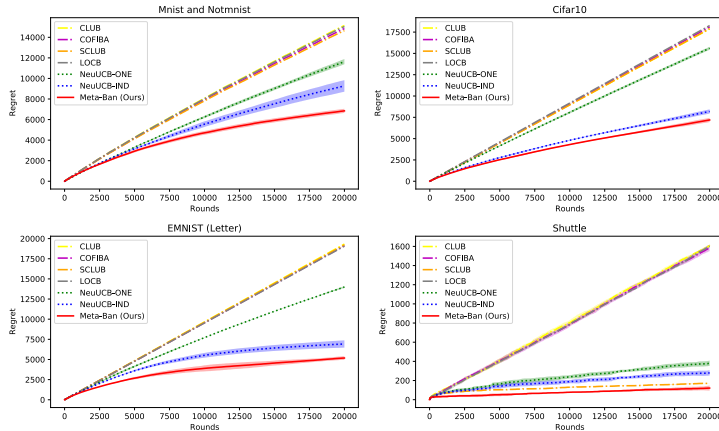 Mnist and Notmnist
CLUB
COFIBA
SCLUB
LOCB
NeuUCB-ONE
NeuUCB-IND
Meta-Ban (Ours)
Regret
14000
12000
10000
8000
6000
4000
2000
0
0 2500 5000 7500 10000 12500 15000 17500 20000
Rounds
Cifar10
CLUB
COFIBA
SCLUB
LOCB
NeuUCB-ONE
NeuUCB-IND
Meta-Ban (Ours)
Regret
17500
15000
12500
10000
7500
5000
2500
0
0 2500 5000 7500 10000 12500 15000 17500 20000
Rounds
EMNIST (Letter)
CLUB
COFIBA
SCLUB
LOCB
NeuUCB-ONE
NeuUCB-IND
Meta-Ban (Ours)
Regret
20000
17500
15000
12500
10000
7500
5000
2500
0
0 2500 5000 7500 10000 12500 15000 17500 20000
Rounds
Shuttle
CLUB
COFIBA
SCLUB
LOCB
NeuUCB-ONE
NeuUCB-IND
Meta-Ban (Ours)
Regret
1600
1400
1200
1000
800
600
400
200
0
0 2500 5000 7500 10000 12500 15000 17500 20000
Rounds